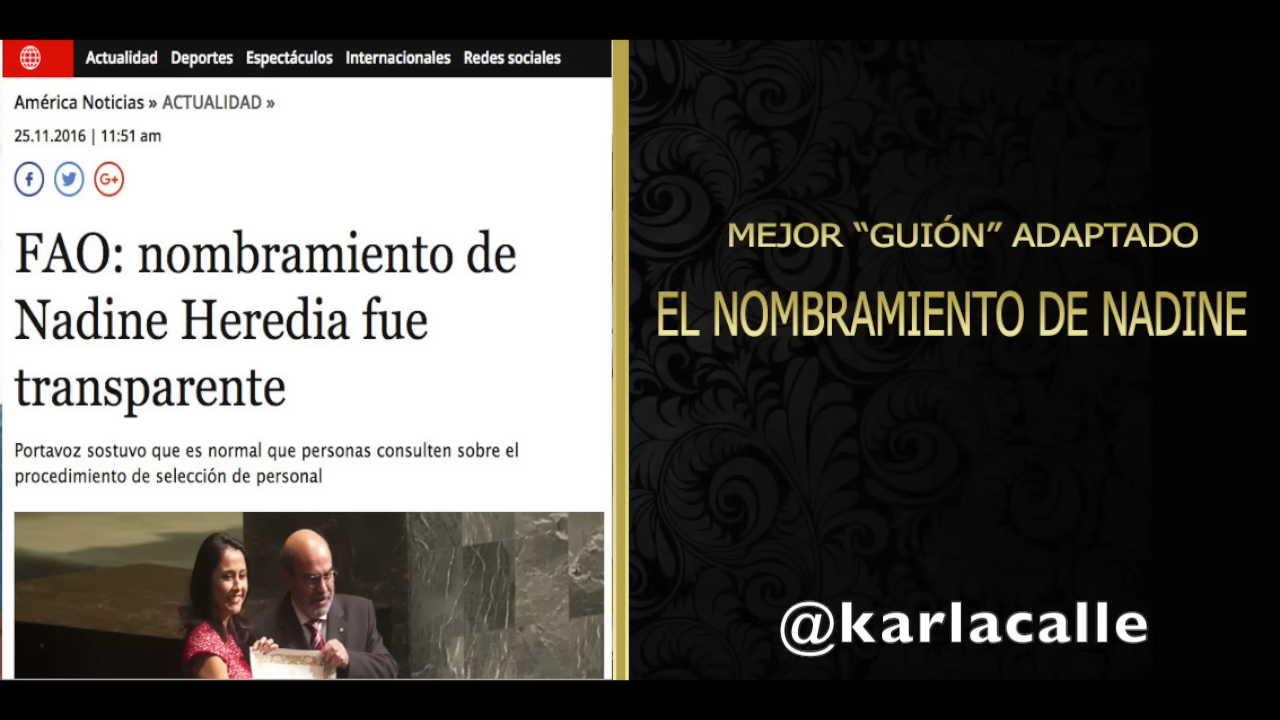 Actualidad Deportes Espectáculos Internacionales Redes sociales
América Noticias » ACTUALIDAD »
25.11.2016 | 11:51 am
FAO: nombramiento de
Nadine Heredia fue
transparente
Portavoz sostuvo que es normal que personas consulten sobre el
procedimiento de selección de personal
MEJOR “GUIÓN” ADAPTADO
EL NOMBRAMIENTO DE NADINE
@karlacalle